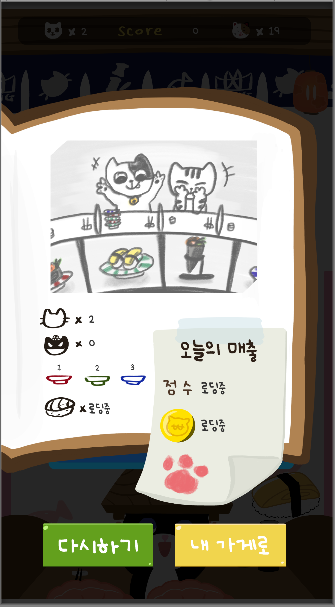 x 2 Score 0 x 19
x 2
x 0
1 2 3
x로딩중
오늘의 매출
점수 로딩중
로딩중
다시하기 내 가게로